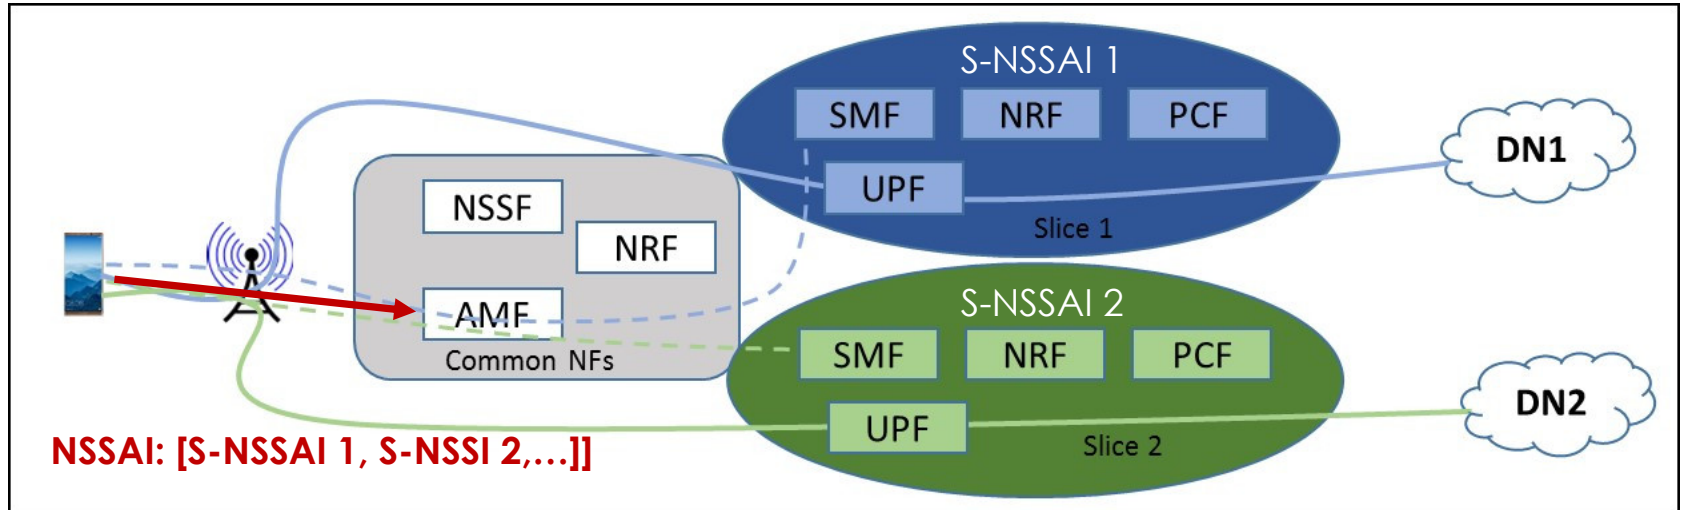 S-NSSAI 1
SMF NRF PCF
UPF
Slice 1
DN1
NSSF
NRF
AMF
Common NFs
S-NSSAI 2
SMF NRF PCF
UPF
Slice 2
DN2
NSSAI: [S-NSSAI 1, S-NSSI 2,...]]